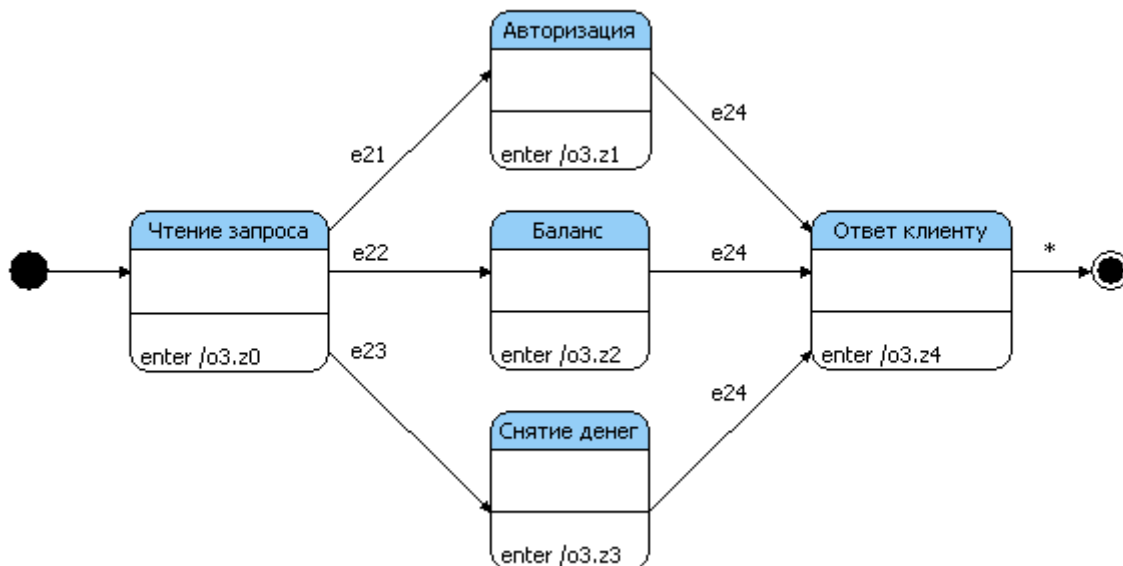 Авторизация
enter /o3.z1
e21
e24
Чтение запроса
enter /o3.z0
e22
Баланс
enter /o3.z2
e24
Ответ клиенту
enter /o3.z4
*
e23
Снятие денег
enter /o3.z3
e24